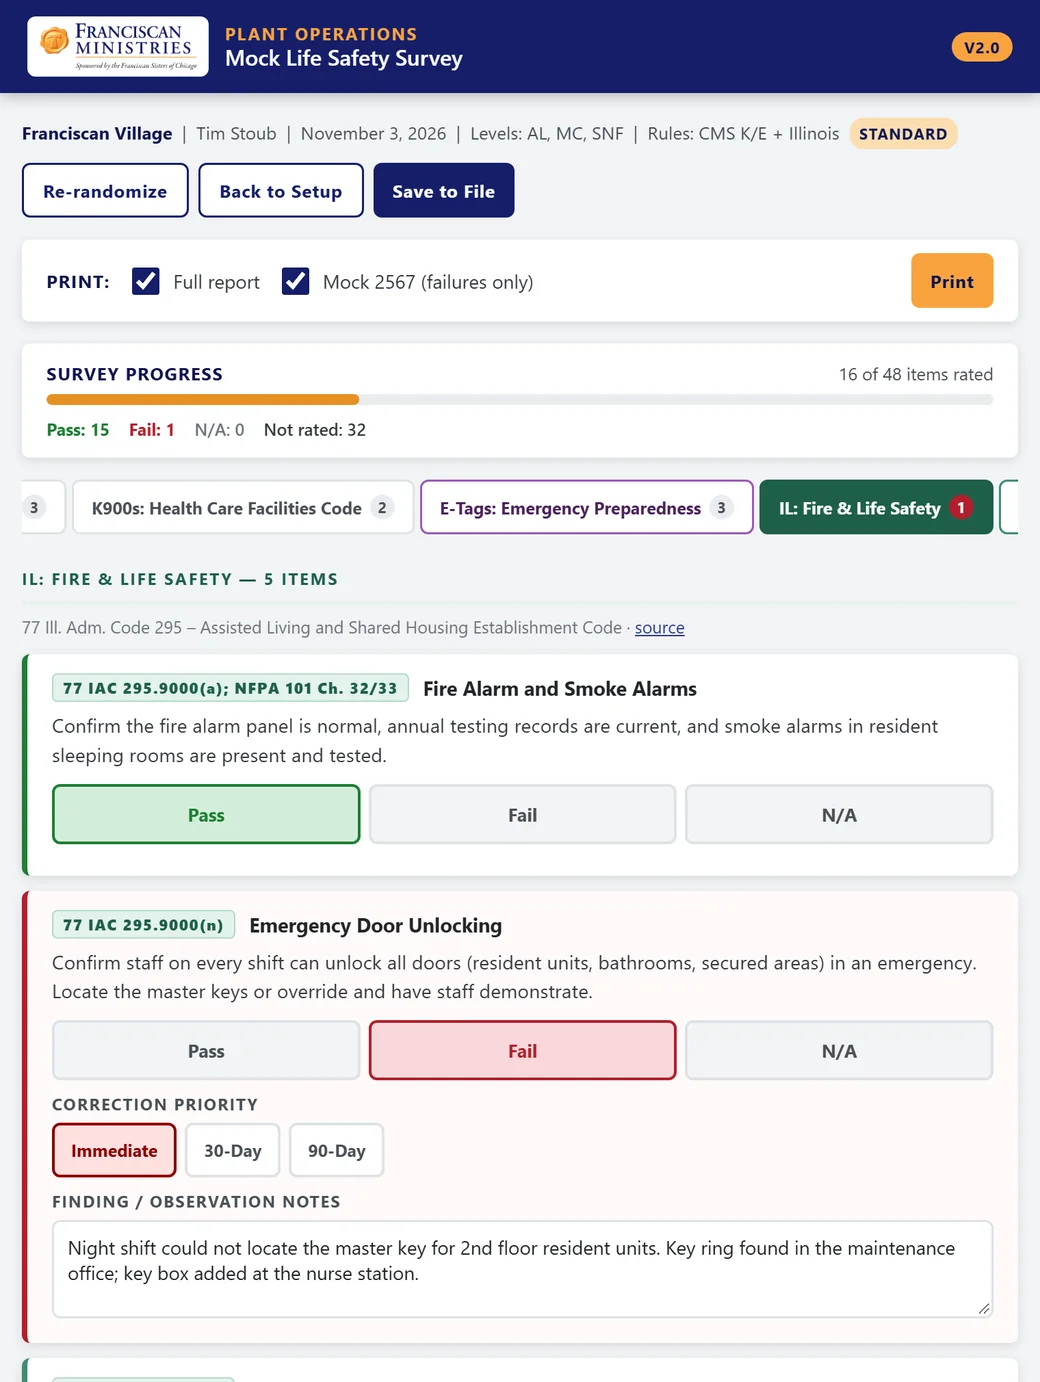 FRANCISCAN
MINISTRIES
Sponsored by the Franciscan Sisters of Chicago
PLANT OPERATIONS
Mock Life Safety Survey
V2.0
Franciscan Village | Tim Stoub | November 3, 2026 | Levels: AL, MC, SNF | Rules: CMS K/E + Illinois STANDARD
Re-randomize Back to Setup Save to File
PRINT: Full report Mock 2567 (failures only) Print
SURVEY PROGRESS 16 of 48 items rated
Pass: 15 Fail: 1 N/A: 0 Not rated: 32
3 K900s: Health Care Facilities Code 2 E-Tags: Emergency Preparedness 3 IL: Fire & Life Safety 1
IL: FIRE & LIFE SAFETY — 5 ITEMS
77 Ill. Adm. Code 295 – Assisted Living and Shared Housing Establishment Code · source
77 IAC 295.9000(a); NFPA 101 Ch. 32/33 Fire Alarm and Smoke Alarms
Confirm the fire alarm panel is normal, annual testing records are current, and smoke alarms in resident
sleeping rooms are present and tested.
Pass Fail N/A
77 IAC 295.9000(n) Emergency Door Unlocking
Confirm staff on every shift can unlock all doors (resident units, bathrooms, secured areas) in an emergency.
Locate the master keys or override and have staff demonstrate.
Pass Fail N/A
CORRECTION PRIORITY
Immediate 30-Day 90-Day
FINDING / OBSERVATION NOTES
Night shift could not locate the master key for 2nd floor resident units. Key ring found in the maintenance
office; key box added at the nurse station.